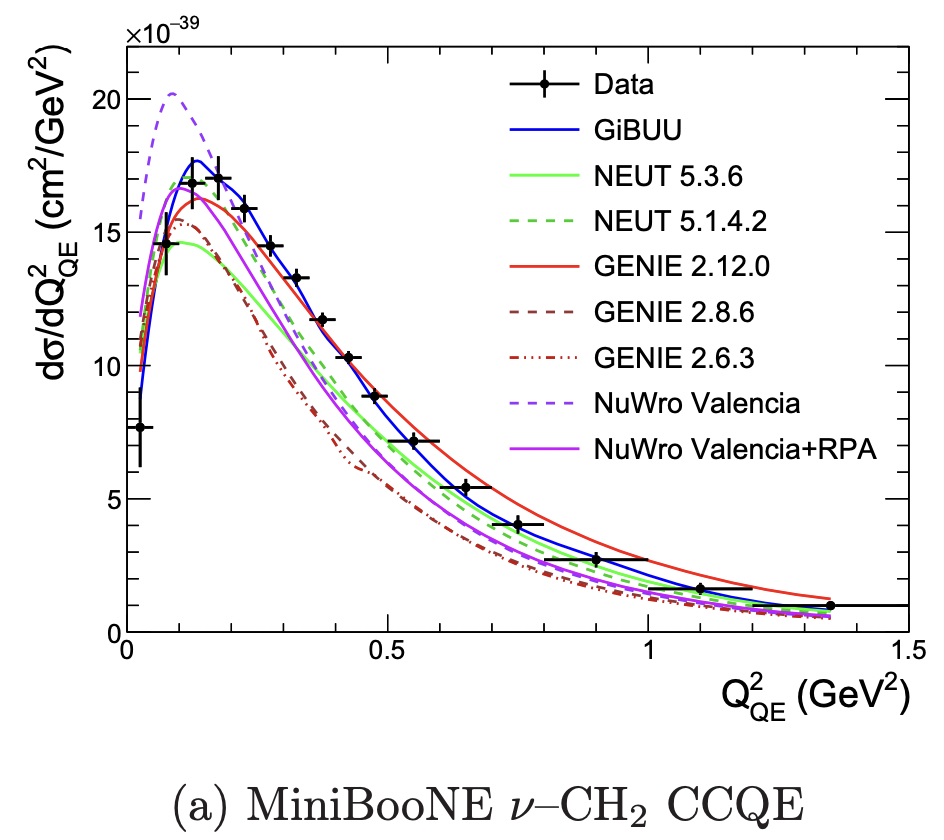 ×10⁻³⁹
dσ/dQ²QE (cm²/GeV²)
20
15
10
5
0
0
0.5
1
1.5
Q²QE (GeV²)
Data
GiBUU
NEUT 5.3.6
NEUT 5.1.4.2
GENIE 2.12.0
GENIE 2.8.6
GENIE 2.6.3
NuWro Valencia
NuWro Valencia+RPA
(a) MiniBooNE ν–CH₂ CCQE